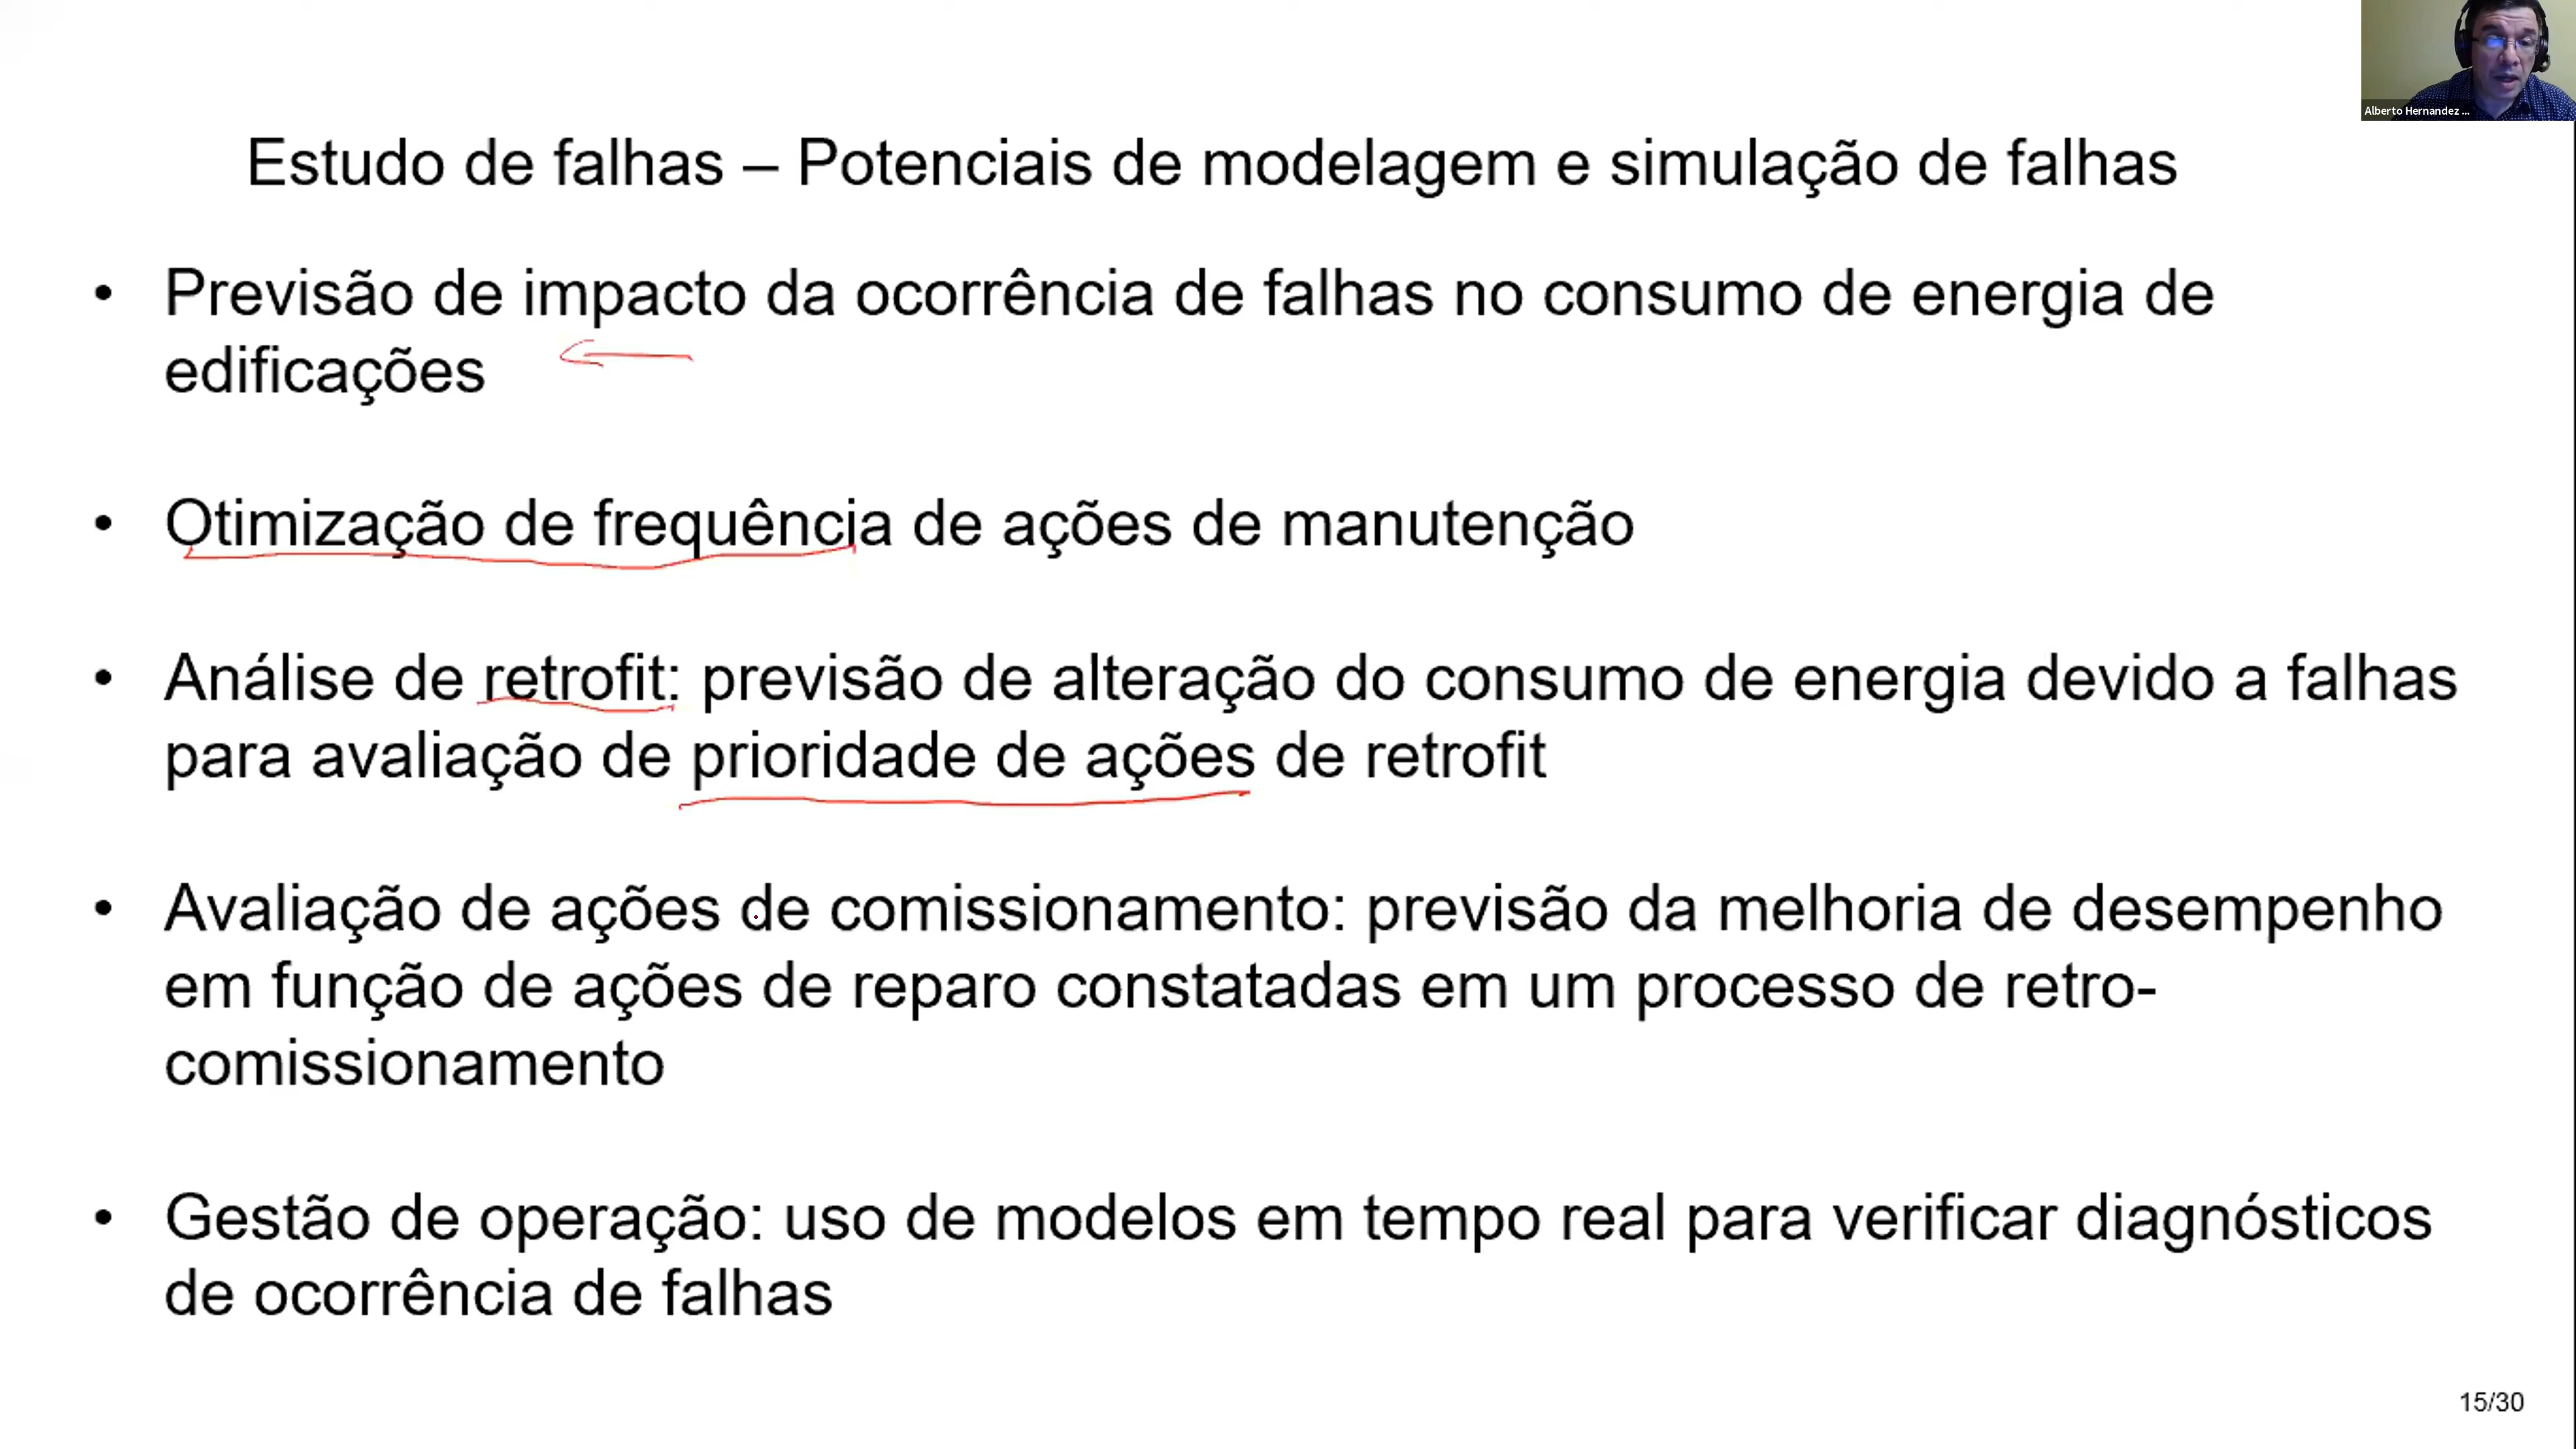 Alberto Hernandez ...
Estudo de falhas – Potenciais de modelagem e simulação de falhas
• Previsão de impacto da ocorrência de falhas no consumo de energia de
edificações
• Otimização de frequência de ações de manutenção
• Análise de retrofit: previsão de alteração do consumo de energia devido a falhas
para avaliação de prioridade de ações de retrofit
• Avaliação de ações de comissionamento: previsão da melhoria de desempenho
em função de ações de reparo constatadas em um processo de retro-
comissionamento
• Gestão de operação: uso de modelos em tempo real para verificar diagnósticos
de ocorrência de falhas
15/30